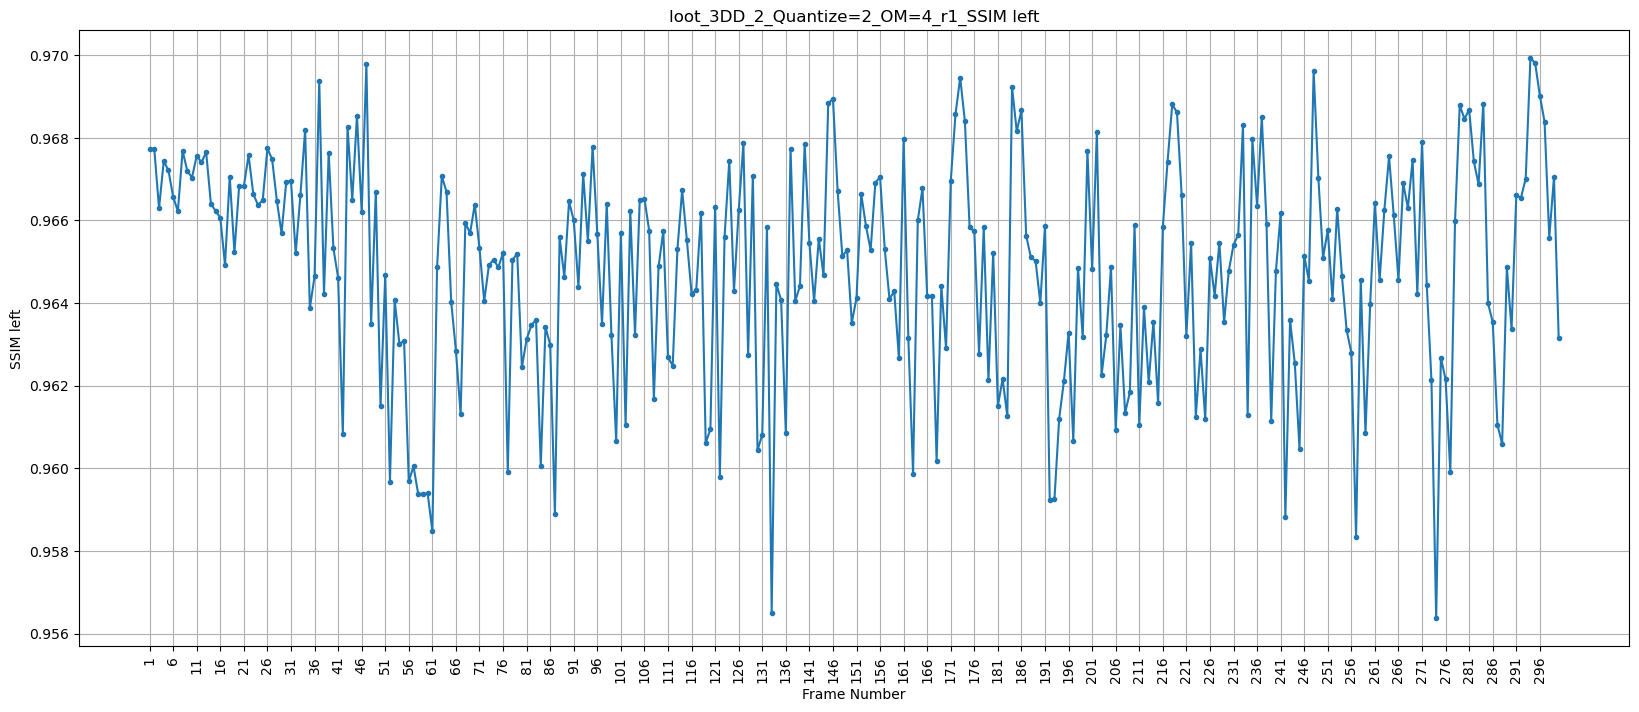 loot_3DD_2_Quantize=2_OM=4_r1_SSIM left
SSIM left
0.970
0.968
0.966
0.964
0.962
0.960
0.958
0.956
1 6 11 16 21 26 31 36 41 46 51 56 61 66 71 76 81 86 91 96 101 106 111 116 121 126 131 136 141 146 151 156 161 166 171 176 181 186 191 196 201 206 211 216 221 226 231 236 241 246 251 256 261 266 271 276 281 286 291 296
Frame Number